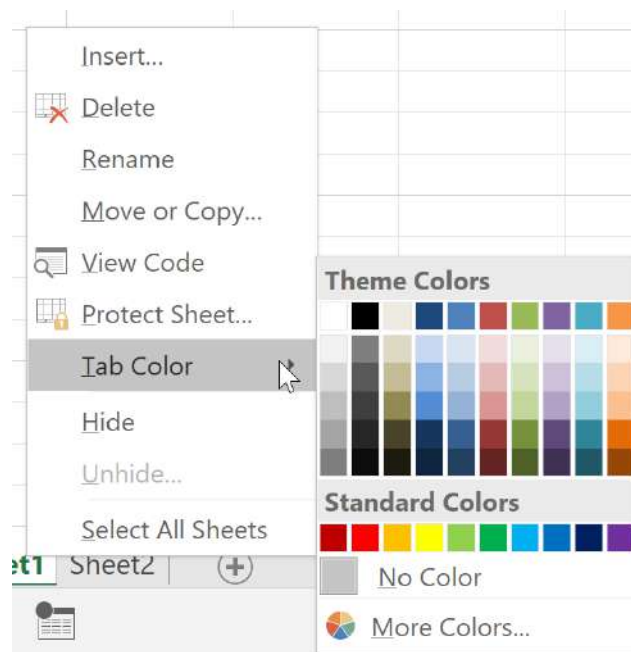 Insert...
Delete
Rename
Move or Copy...
View Code
Protect Sheet...
Tab Color
Hide
Unhide...
Select All Sheets
Theme Colors
Standard Colors
No Color
More Colors...
et1 Sheet2